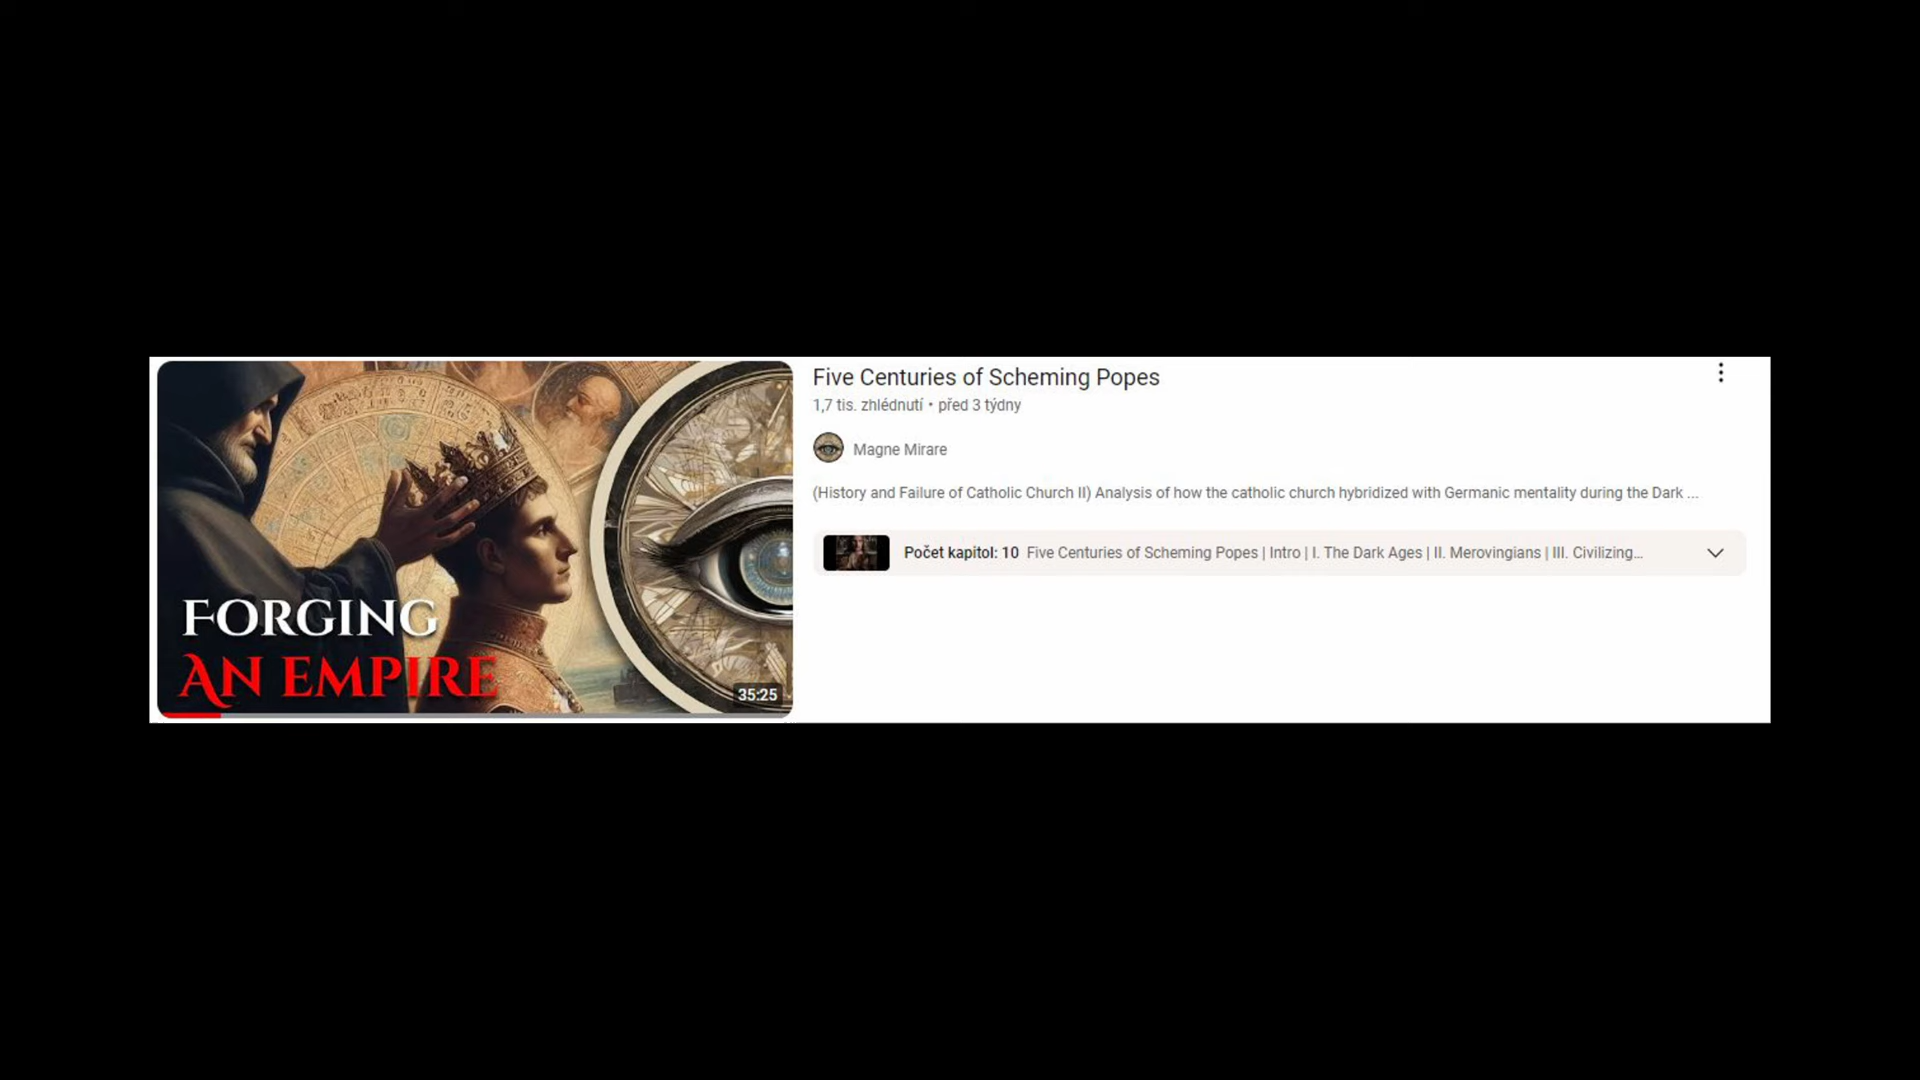 FORGING
AN EMPIRE
35:25
Five Centuries of Scheming Popes
1,7 tis. zhlédnutí • před 3 týdny
Magne Mirare
(History and Failure of Catholic Church II) Analysis of how the catholic church hybridized with Germanic mentality during the Dark ...
Počet kapitol: 10 Five Centuries of Scheming Popes | Intro | I. The Dark Ages | II. Merovingians | III. Civilizing...